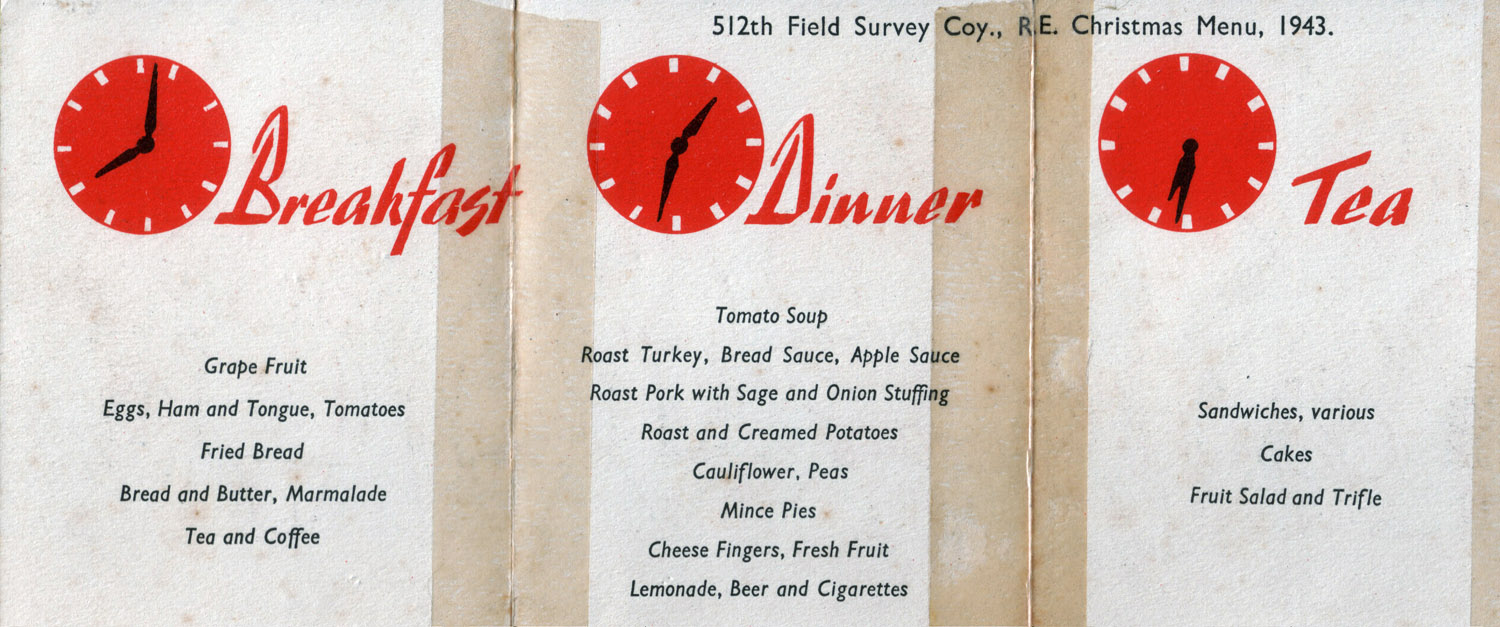 512th Field Survey Coy., R.E. Christmas Menu, 1943.
Breakfast
Grape Fruit
Eggs, Ham and Tongue, Tomatoes
Fried Bread
Bread and Butter, Marmalade
Tea and Coffee
Dinner
Tomato Soup
Roast Turkey, Bread Sauce, Apple Sauce
Roast Pork with Sage and Onion Stuffing
Roast and Creamed Potatoes
Cauliflower, Peas
Mince Pies
Cheese Fingers, Fresh Fruit
Lemonade, Beer and Cigarettes
Tea
Sandwiches, various
Cakes
Fruit Salad and Trifle